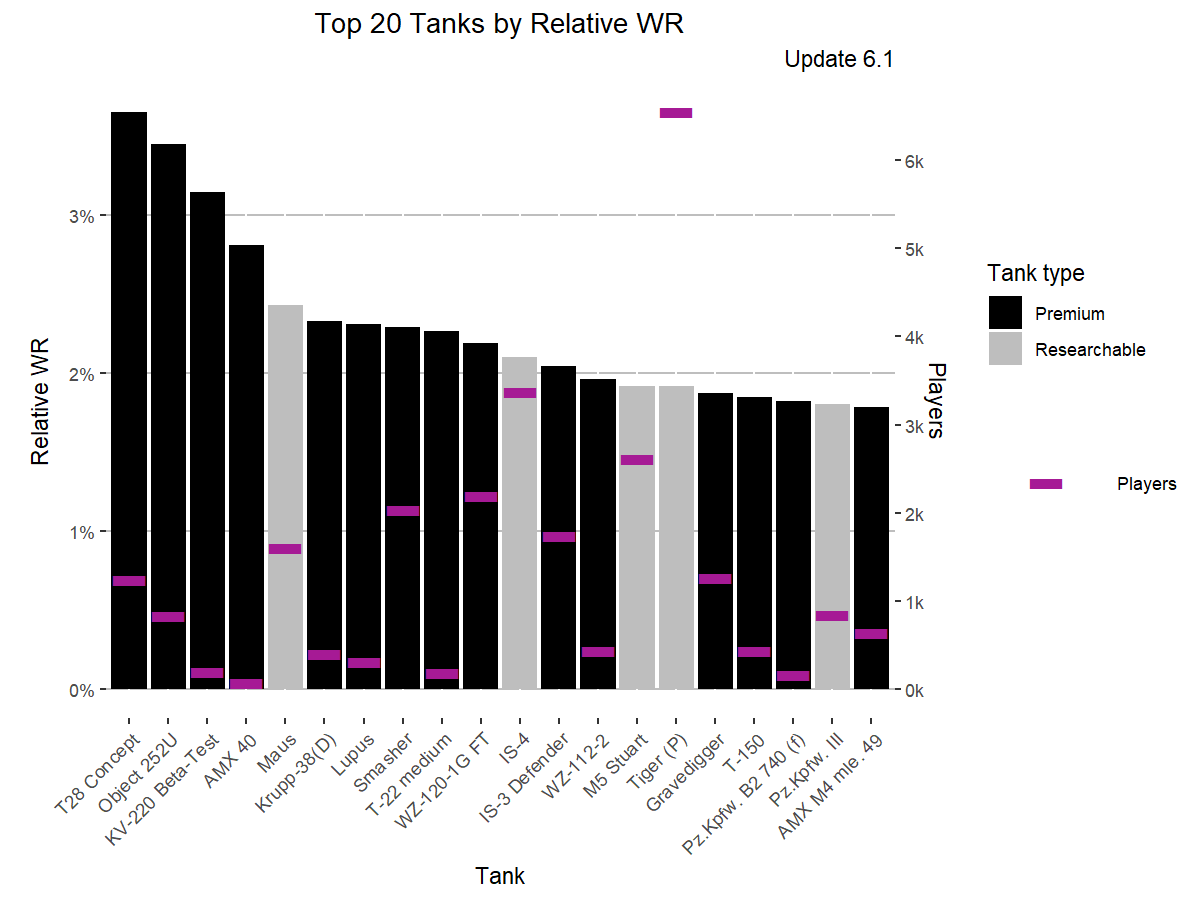 Top 20 Tanks by Relative WR
Update 6.1
Relative WR
3%
2%
1%
0%
6k
5k
4k
3k
2k
1k
0k
Players
T28 Concept
Object 252U
KV-220 Beta-Test
AMX 40
Maus
Krupp-38(D)
Lupus
Smasher
T-22 medium
WZ-120-1G FT
IS-4
IS-3 Defender
WZ-112-2
M5 Stuart
Tiger (P)
Gravedigger
T-150
Pz.Kpfw. B2 740 (f)
Pz.Kpfw. III
AMX M4 mle. 49
Tank
Tank type
Premium
Researchable
Players